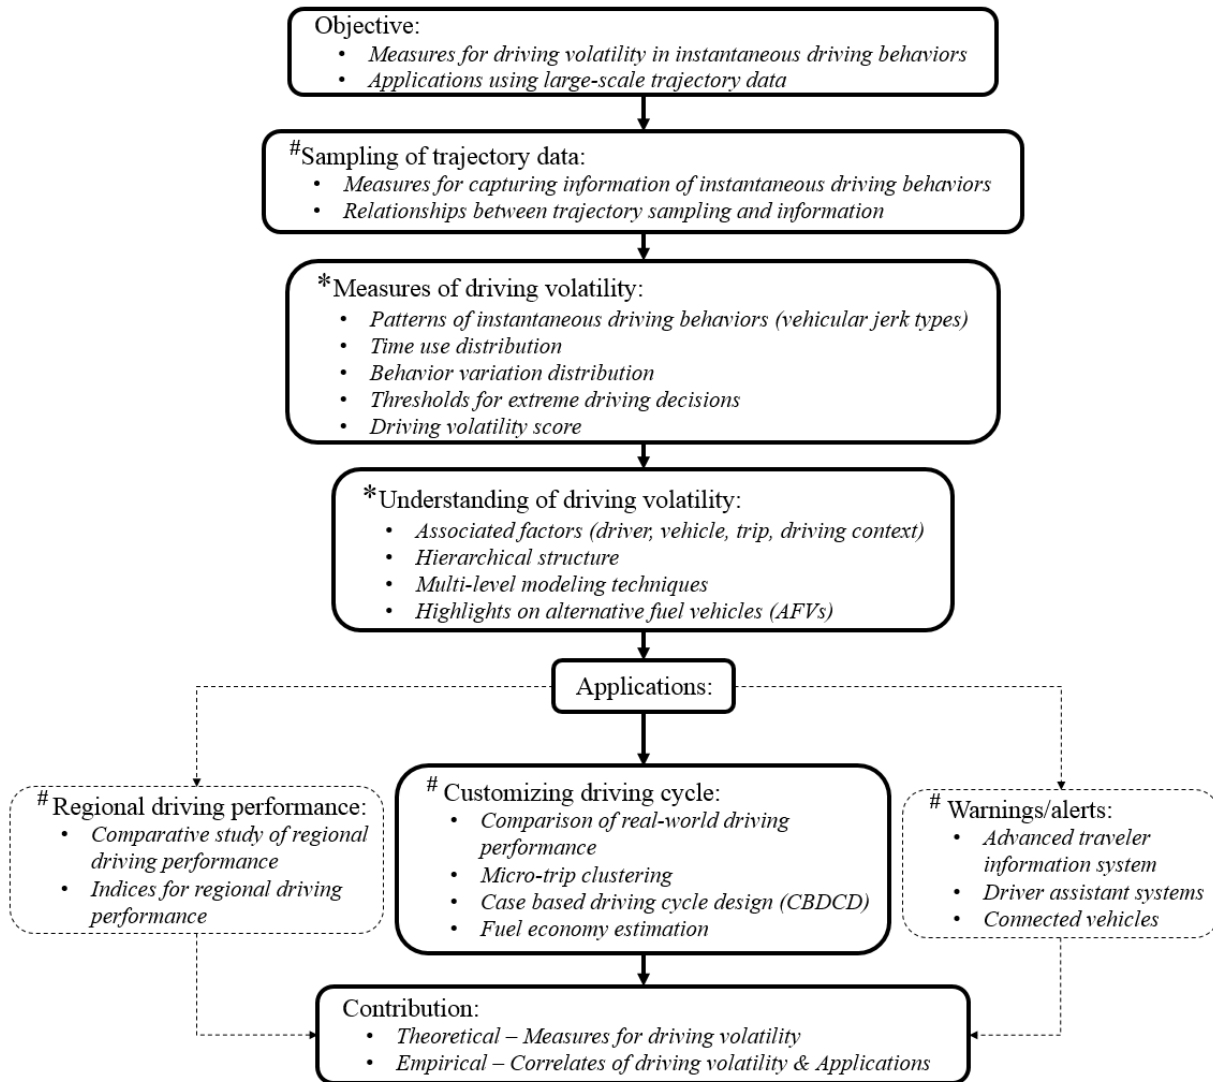 Objective:
• Measures for driving volatility in instantaneous driving behaviors
• Applications using large-scale trajectory data
#Sampling of trajectory data:
• Measures for capturing information of instantaneous driving behaviors
• Relationships between trajectory sampling and information
*Measures of driving volatility:
• Patterns of instantaneous driving behaviors (vehicular jerk types)
• Time use distribution
• Behavior variation distribution
• Thresholds for extreme driving decisions
• Driving volatility score
*Understanding of driving volatility:
• Associated factors (driver, vehicle, trip, driving context)
• Hierarchical structure
• Multi-level modeling techniques
• Highlights on alternative fuel vehicles (AFVs)
Applications:
# Regional driving performance:
• Comparative study of regional
driving performance
• Indices for regional driving
performance
# Customizing driving cycle:
• Comparison of real-world driving
performance
• Micro-trip clustering
• Case based driving cycle design (CBDCD)
• Fuel economy estimation
# Warnings/alerts:
• Advanced traveler
information system
• Driver assistant systems
• Connected vehicles
Contribution:
• Theoretical – Measures for driving volatility
• Empirical – Correlates of driving volatility & Applications